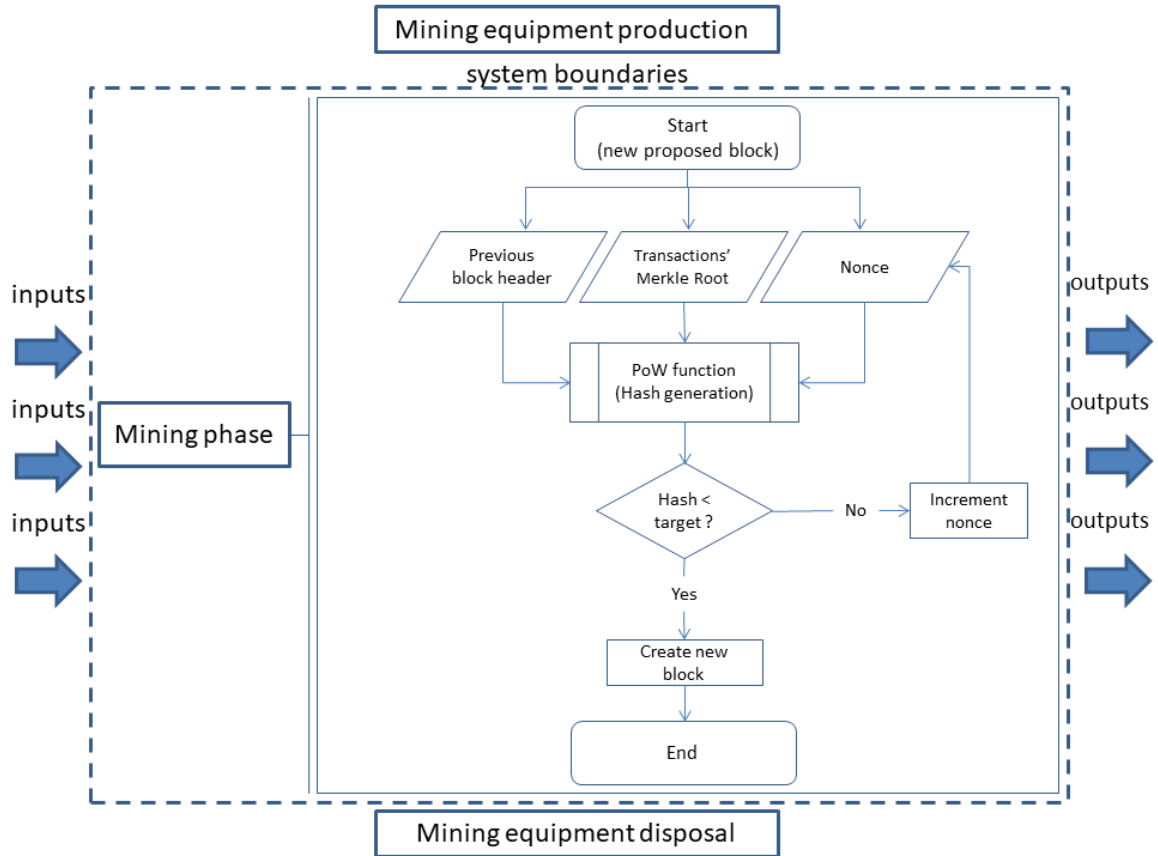 Mining equipment production
system boundaries
Start
(new proposed block)
Previous
block header
Transactions’
Merkle Root
Nonce
inputs
outputs
PoW function
(Hash generation)
inputs
outputs
Mining phase
Hash <
target ?
No
Increment
nonce
inputs
outputs
Yes
Create new
block
End
Mining equipment disposal